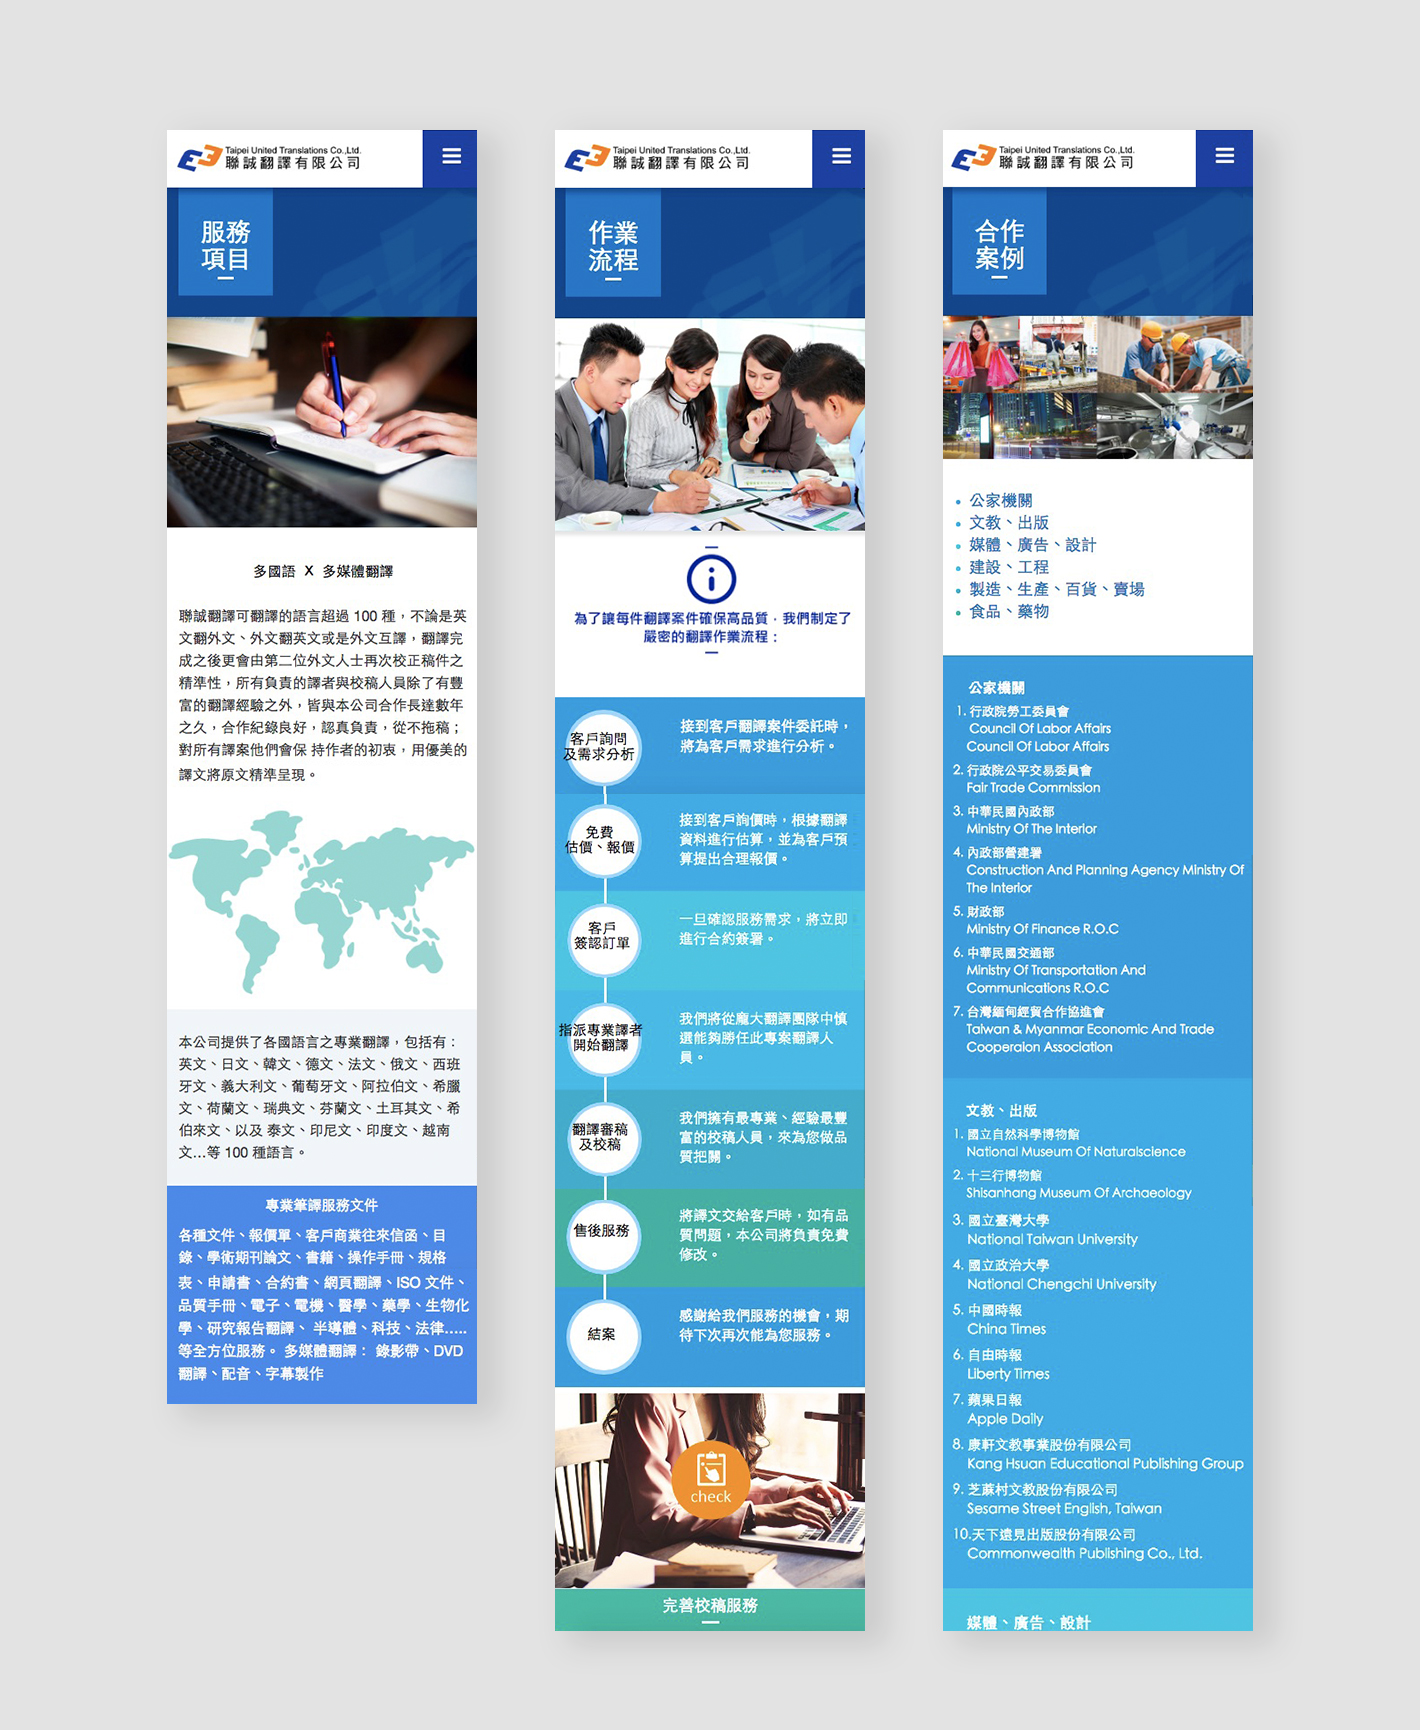 Taipei United Translations Co.,Ltd.
聯誠翻譯有限公司
服務
項目
多國語 X 多媒體翻譯
聯誠翻譯可翻譯的語言超過 100 種，不論是英
文翻外文、外文翻英文或是外文互譯，翻譯完
成之後更會由第二位外文人士再次校正稿件之
精準性，所有負責的譯者與校稿人員除了有豐
富的翻譯經驗之外，皆與本公司合作長達數年
之久，合作紀錄良好，認真負責，從不拖稿；
對所有譯案他們會保 持作者的初衷，用優美的
譯文將原文精準呈現。
本公司提供了各國語言之專業翻譯，包括有：
英文、日文、韓文、德文、法文、俄文、西班
牙文、義大利文、葡萄牙文、阿拉伯文、希臘
文、荷蘭文、瑞典文、芬蘭文、土耳其文、希
伯來文、以及 泰文、印尼文、印度文、越南
文...等 100 種語言。
專業筆譯服務文件
各種文件、報價單、客戶商業往來信函、目
錄、學術期刊論文、書籍、操作手冊、規格
表、申請書、合約書、網頁翻譯、ISO 文件、
品質手冊、電子、電機、醫學、藥學、生物化
學、研究報告翻譯、 半導體、科技、法律.....
等全方位服務。 多媒體翻譯： 錄影帶、DVD
翻譯、配音、字幕製作
Taipei United Translations Co.,Ltd.
聯誠翻譯有限公司
作業
流程
為了讓每件翻譯案件確保高品質，我們制定了
嚴密的翻譯作業流程：
客戶詢問
及需求分析
接到客戶翻譯案件委託時，
將為客戶需求進行分析。
免費
估價、報價
接到客戶詢價時，根據翻譯
資料進行估算，並為客戶預
算提出合理報價。
客戶
簽認訂單
一旦確認服務需求，將立即
進行合約簽署。
指派專業譯者
開始翻譯
我們將從龐大翻譯團隊中慎
選能夠勝任此專案翻譯人
員。
翻譯審稿
及校稿
我們擁有最專業、經驗最豐
富的校稿人員，來為您做品
質把關。
售後服務
將譯文交給客戶時，如有品
質問題，本公司將負責免費
修改。
結案
感謝給我們服務的機會，期
待下次再次能為您服務。
check
完善校稿服務
Taipei United Translations Co.,Ltd.
聯誠翻譯有限公司
合作
案例
• 公家機關
• 文教、出版
• 媒體、廣告、設計
• 建設、工程
• 製造、生產、百貨、賣場
• 食品、藥物
公家機關
1. 行政院勞工委員會
Council Of Labor Affairs
Council Of Labor Affairs
2. 行政院公平交易委員會
Fair Trade Commission
3. 中華民國內政部
Ministry Of The Interior
4. 內政部營建署
Construction And Planning Agency Ministry Of
The Interior
5. 財政部
Ministry Of Finance R.O.C
6. 中華民國交通部
Ministry Of Transportation And
Communications R.O.C
7. 台灣緬甸經貿合作協進會
Taiwan & Myanmar Economic And Trade
Cooperaion Association
文教、出版
1. 國立自然科學博物館
National Museum Of Naturalscience
2. 十三行博物館
Shisanhang Museum Of Archaeology
3. 國立臺灣大學
National Taiwan University
4. 國立政治大學
National Chengchi University
5. 中國時報
China Times
6. 自由時報
Liberty Times
7. 蘋果日報
Apple Daily
8. 康軒文教事業股份有限公司
Kang Hsuan Educational Publishing Group
9. 芝蔴村文教股份有限公司
Sesame Street English, Taiwan
10.天下遠見出版股份有限公司
Commonwealth Publishing Co., Ltd.
媒體、廣告、設計